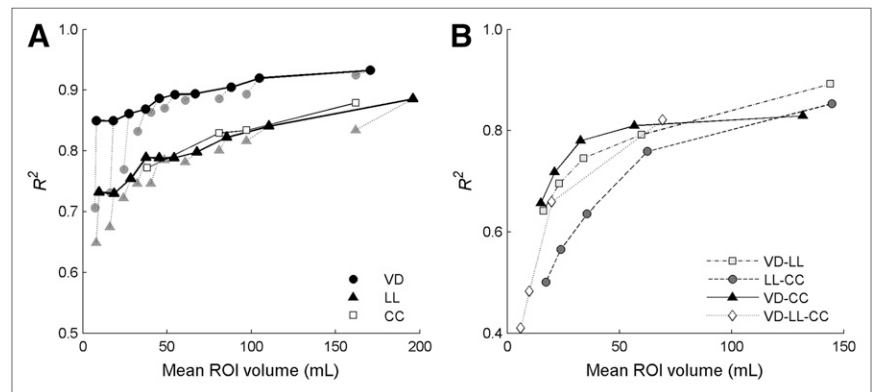 A
1.0
0.9
0.8
0.7
0.6
0.5
R²
0
50
100
150
200
Mean ROI volume (mL)
VD
LL
CC
B
1.0
0.8
0.6
0.4
R²
0
50
100
150
Mean ROI volume (mL)
VD-LL
LL-CC
VD-CC
VD-LL-CC